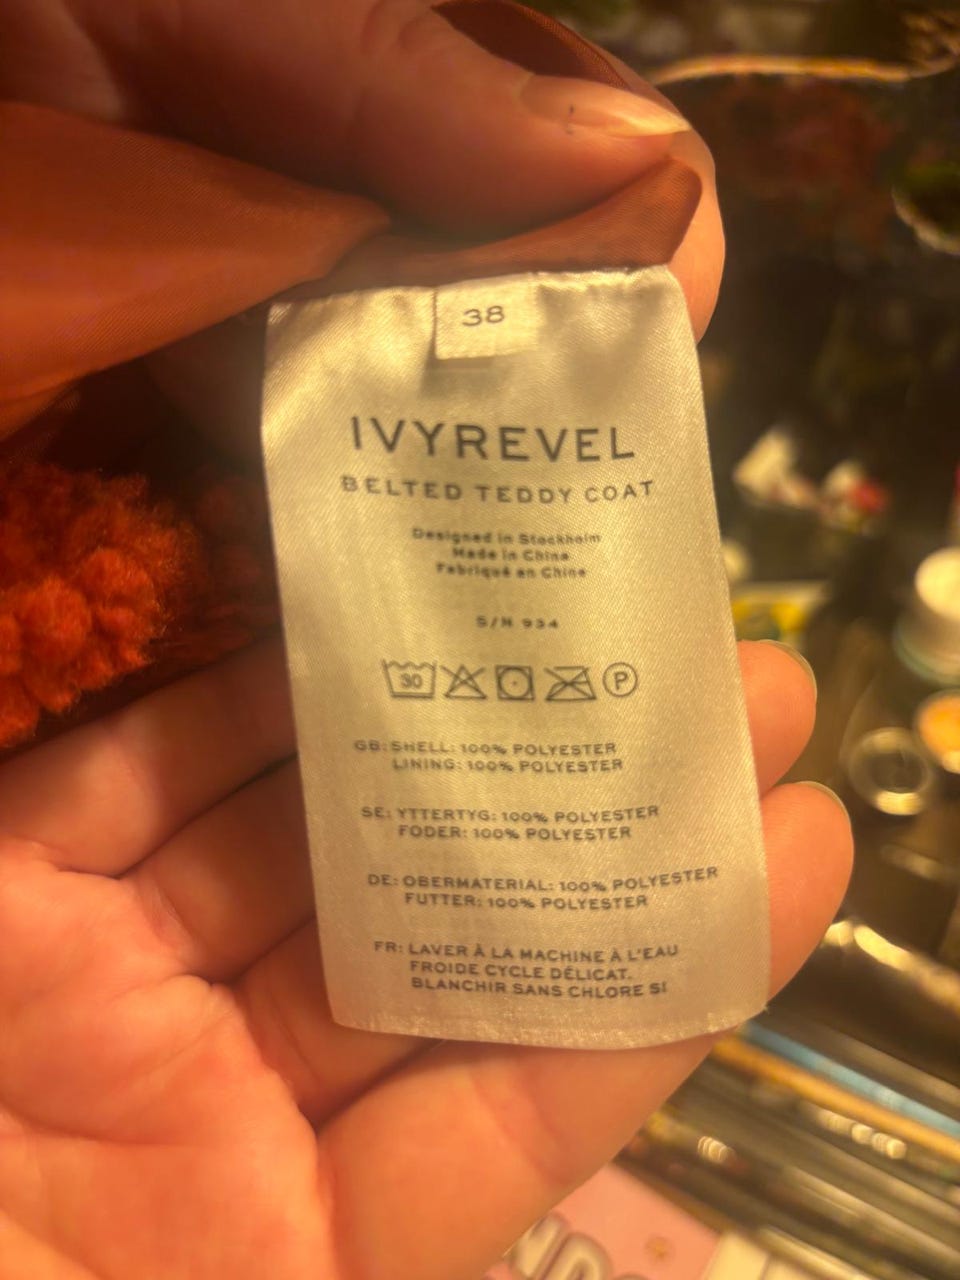 38
IVYREVEL
BELTED TEDDY COAT
Designed in Stockholm
Made in China
Fabriqué en Chine
S/N 934
30 P
GB: SHELL: 100% POLYESTER
LINING: 100% POLYESTER
SE: YTTERTYG: 100% POLYESTER
FODER: 100% POLYESTER
DE: OBERMATERIAL: 100% POLYESTER
FUTTER: 100% POLYESTER
FR: LAVER À LA MACHINE À L'EAU
FROIDE CYCLE DÉLICAT.
BLANCHIR SANS CHLORE SI